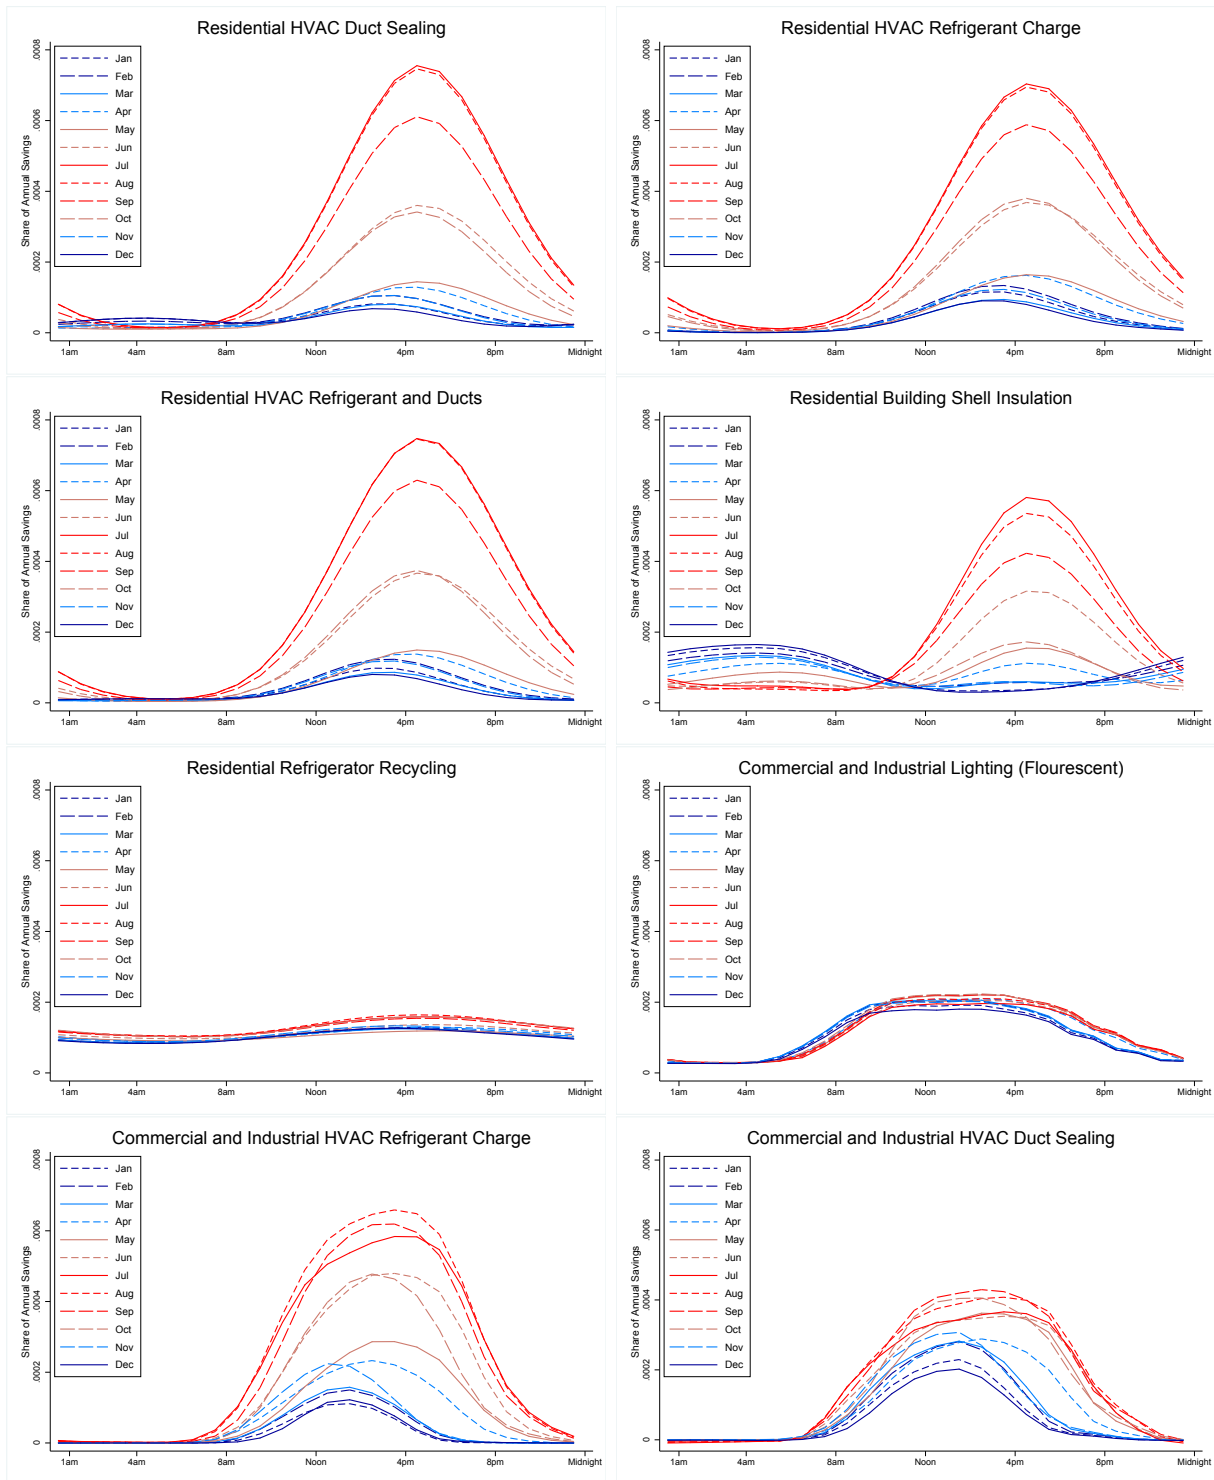 Residential HVAC Duct Sealing
Share of Annual Savings
0 .0002 .0004 .0006 .0008
Jan
Feb
Mar
Apr
May
Jun
Jul
Aug
Sep
Oct
Nov
Dec
1am 4am 8am Noon 4pm 8pm Midnight
Residential HVAC Refrigerant Charge
Share of Annual Savings
0 .0002 .0004 .0006 .0008
Jan
Feb
Mar
Apr
May
Jun
Jul
Aug
Sep
Oct
Nov
Dec
1am 4am 8am Noon 4pm 8pm Midnight
Residential HVAC Refrigerant and Ducts
Share of Annual Savings
0 .0002 .0004 .0006 .0008
Jan
Feb
Mar
Apr
May
Jun
Jul
Aug
Sep
Oct
Nov
Dec
1am 4am 8am Noon 4pm 8pm Midnight
Residential Building Shell Insulation
Share of Annual Savings
0 .0002 .0004 .0006 .0008
Jan
Feb
Mar
Apr
May
Jun
Jul
Aug
Sep
Oct
Nov
Dec
1am 4am 8am Noon 4pm 8pm Midnight
Residential Refrigerator Recycling
Share of Annual Savings
0 .0002 .0004 .0006 .0008
Jan
Feb
Mar
Apr
May
Jun
Jul
Aug
Sep
Oct
Nov
Dec
1am 4am 8am Noon 4pm 8pm Midnight
Commercial and Industrial Lighting (Flourescent)
Share of Annual Savings
0 .0002 .0004 .0006 .0008
Jan
Feb
Mar
Apr
May
Jun
Jul
Aug
Sep
Oct
Nov
Dec
1am 4am 8am Noon 4pm 8pm Midnight
Commercial and Industrial HVAC Refrigerant Charge
Share of Annual Savings
0 .0002 .0004 .0006 .0008
Jan
Feb
Mar
Apr
May
Jun
Jul
Aug
Sep
Oct
Nov
Dec
1am 4am 8am Noon 4pm 8pm Midnight
Commercial and Industrial HVAC Duct Sealing
Share of Annual Savings
0 .0002 .0004 .0006 .0008
Jan
Feb
Mar
Apr
May
Jun
Jul
Aug
Sep
Oct
Nov
Dec
1am 4am 8am Noon 4pm 8pm Midnight